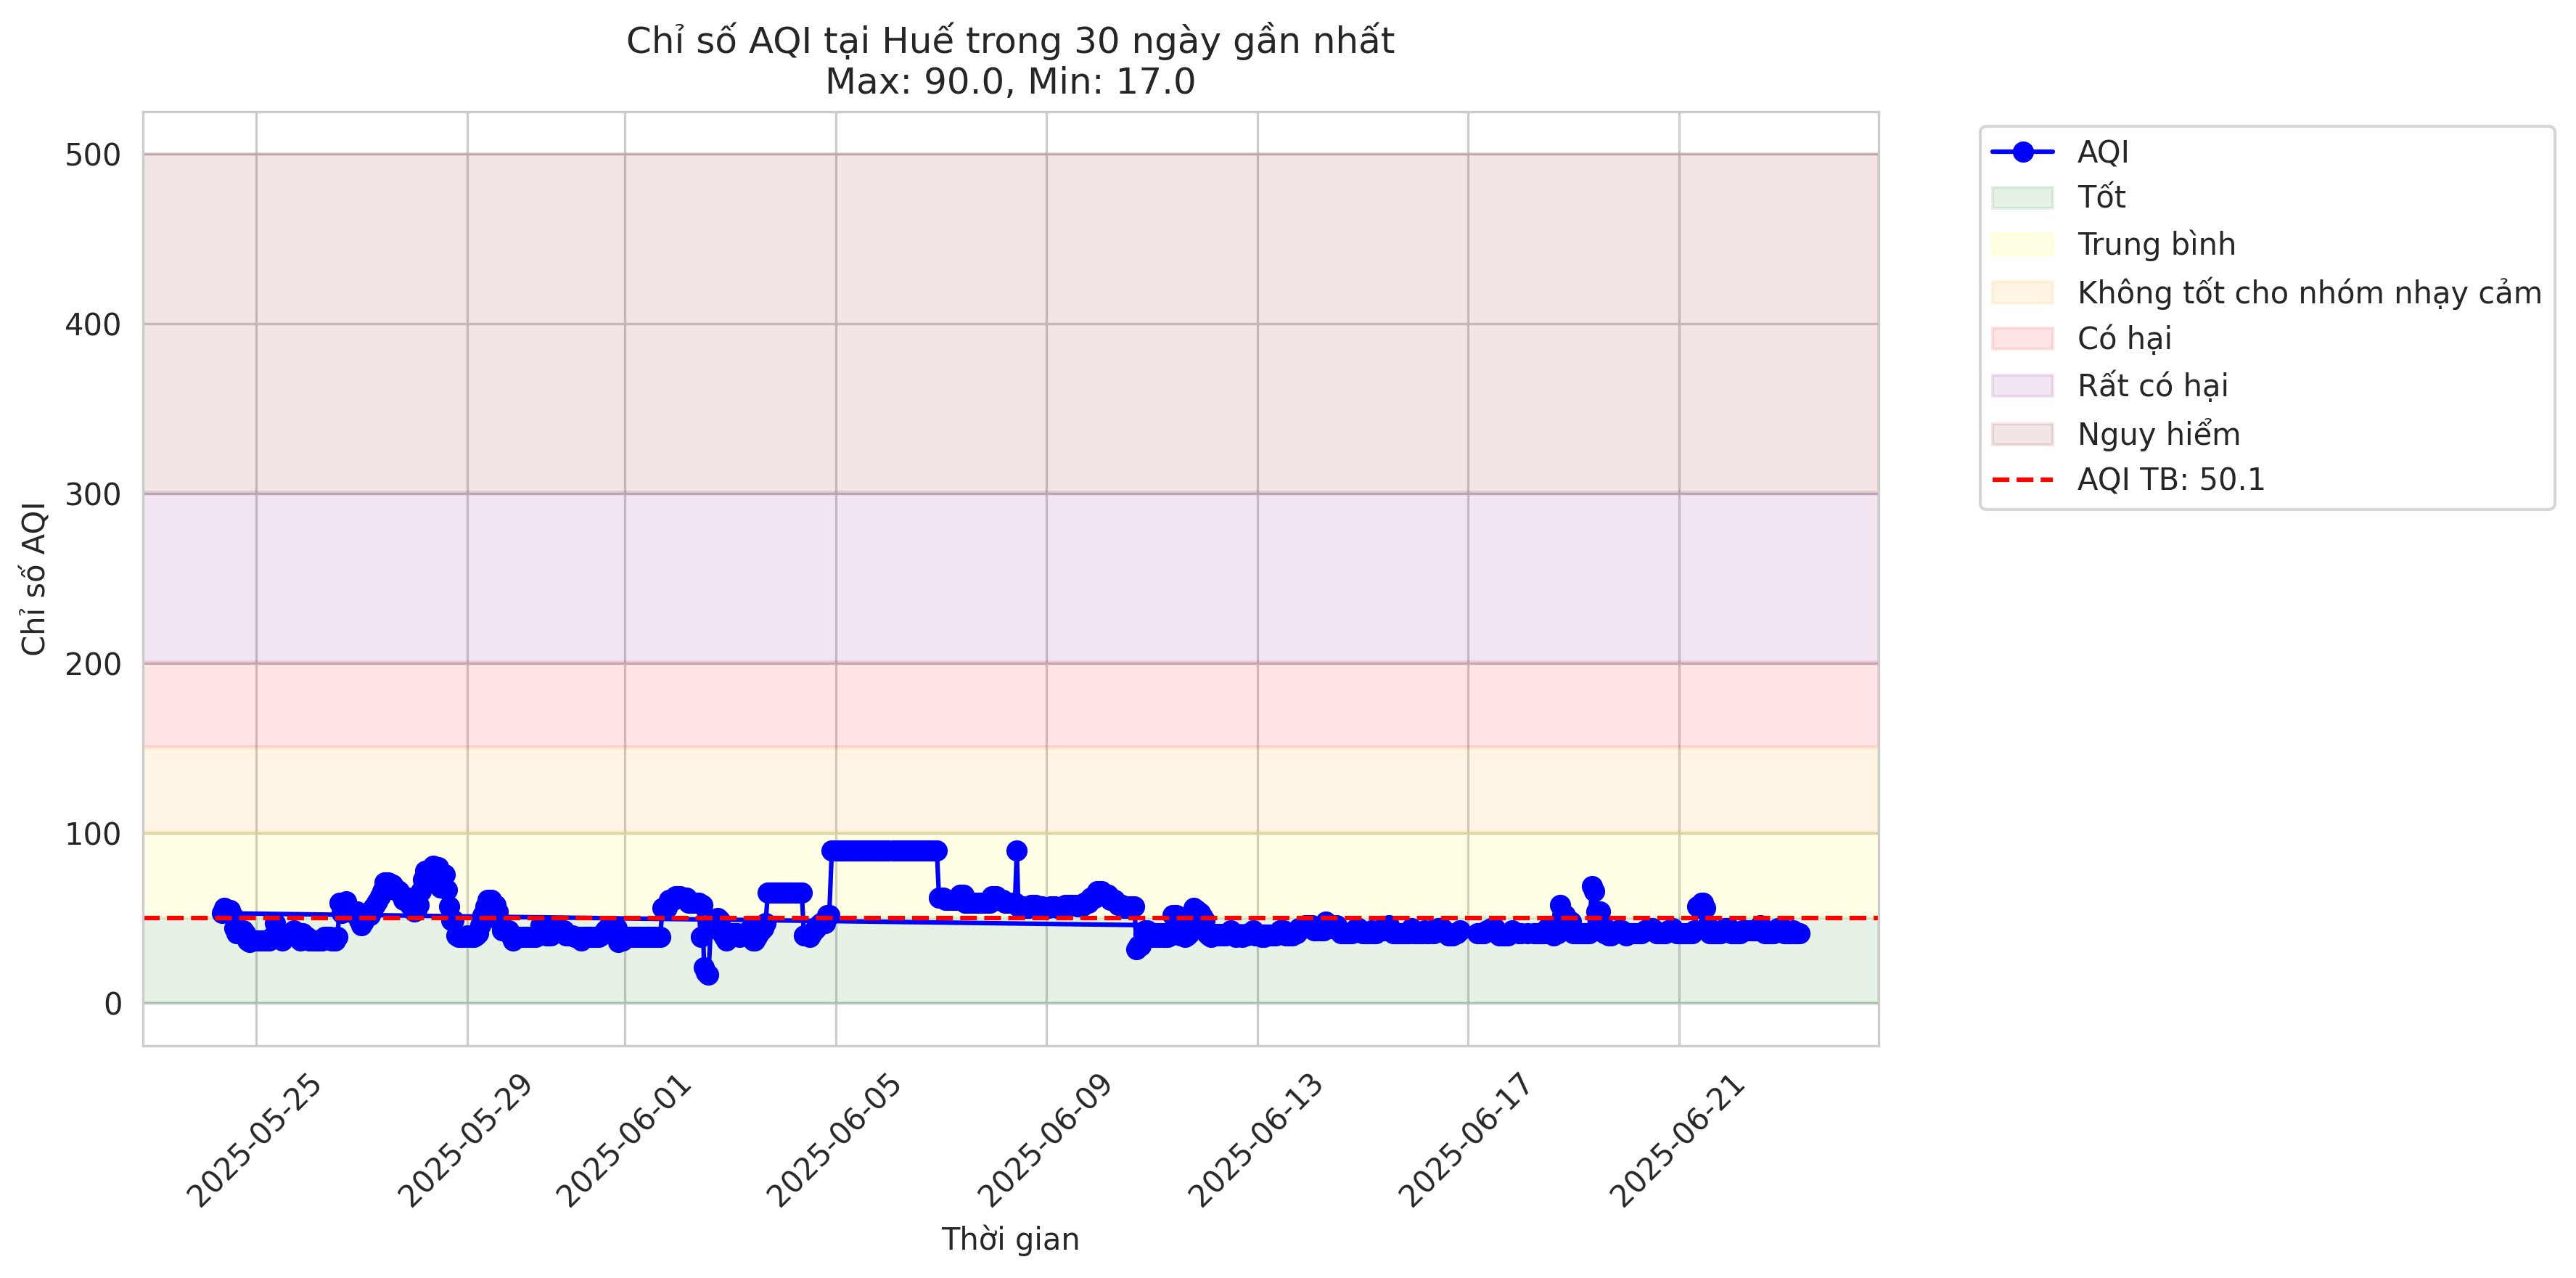 Chỉ số AQI tại Huế trong 30 ngày gần nhất
Max: 90.0, Min: 17.0
Chỉ số AQI
500
400
300
200
100
0
2025-05-25
2025-05-29
2025-06-01
2025-06-05
2025-06-09
2025-06-13
2025-06-17
2025-06-21
Thời gian
AQI
Tốt
Trung bình
Không tốt cho nhóm nhạy cảm
Có hại
Rất có hại
Nguy hiểm
AQI TB: 50.1